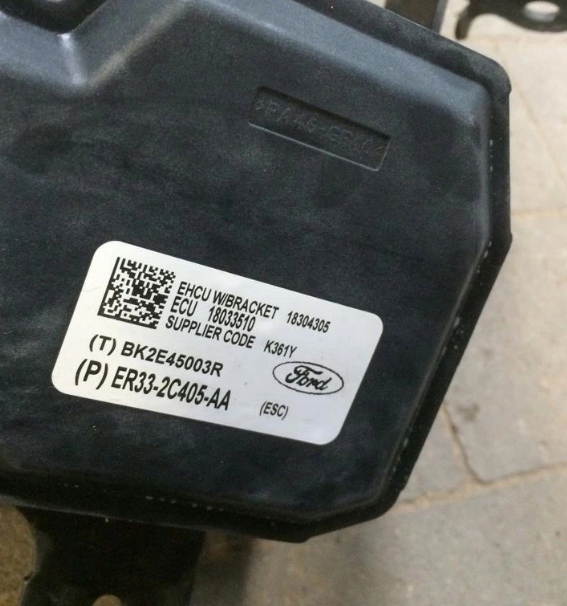 EHCU W/BRACKET 18304305
ECU 18033510
SUPPLIER CODE K361Y
(T) BK2E45003R
Ford
(P) ER33-2C405-AA (ESC)